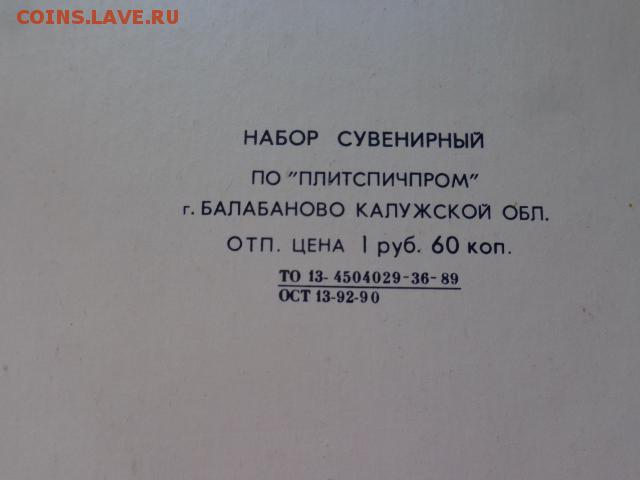 COINS.LAVE.RU
НАБОР СУВЕНИРНЫЙ
ПО "ПЛИТСПИЧПРОМ"
г. БАЛАБАНОВО КАЛУЖСКОЙ ОБЛ.
ОТП. ЦЕНА 1 руб. 60 коп.
ТО 13-4504029-36-89
ОСТ 13-92-90